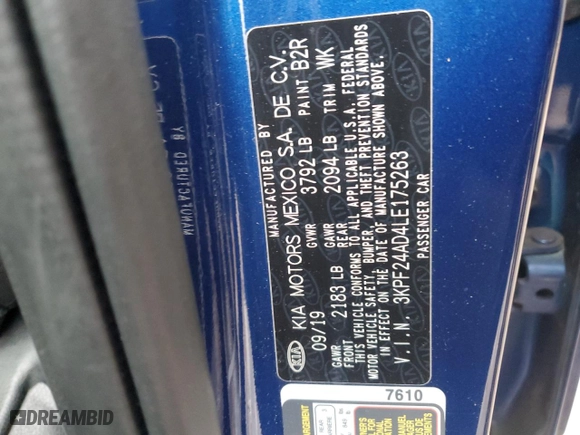 MANUFACTURED BY
KIA MOTORS MEXICO S.A. DE C.V.
09/19 GVWR 3792 LB PAINT B2R
GAWR FRONT 2183 LB GAWR REAR 2094 LB TRIM WK
THIS VEHICLE CONFORMS TO ALL APPLICABLE U.S.A. FEDERAL
MOTOR VEHICLE SAFETY, BUMPER, AND THEFT PREVENTION STANDARDS
IN EFFECT ON THE DATE OF MANUFACTURE SHOWN ABOVE.
V.I.N. 3KPF24AD4LE175263
PASSENGER CAR
KIA
7610
DREAMBID